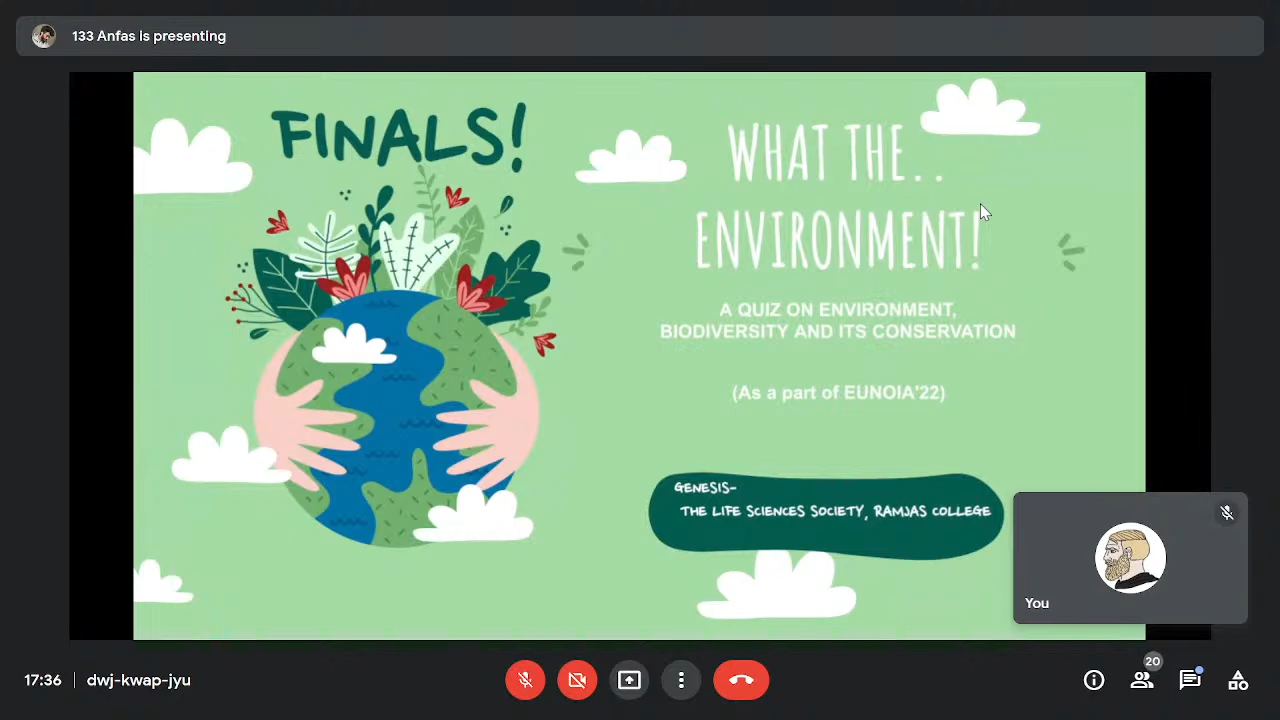 133 Anfas is presenting
FINALS!
WHAT THE..
ENVIRONMENT!
A QUIZ ON ENVIRONMENT,
BIODIVERSITY AND ITS CONSERVATION
(As a part of EUNOIA'22)
GENESIS-
THE LIFE SCIENCES SOCIETY, RAMJAS COLLEGE
You
17:36 | dwj-kwap-jyu
20